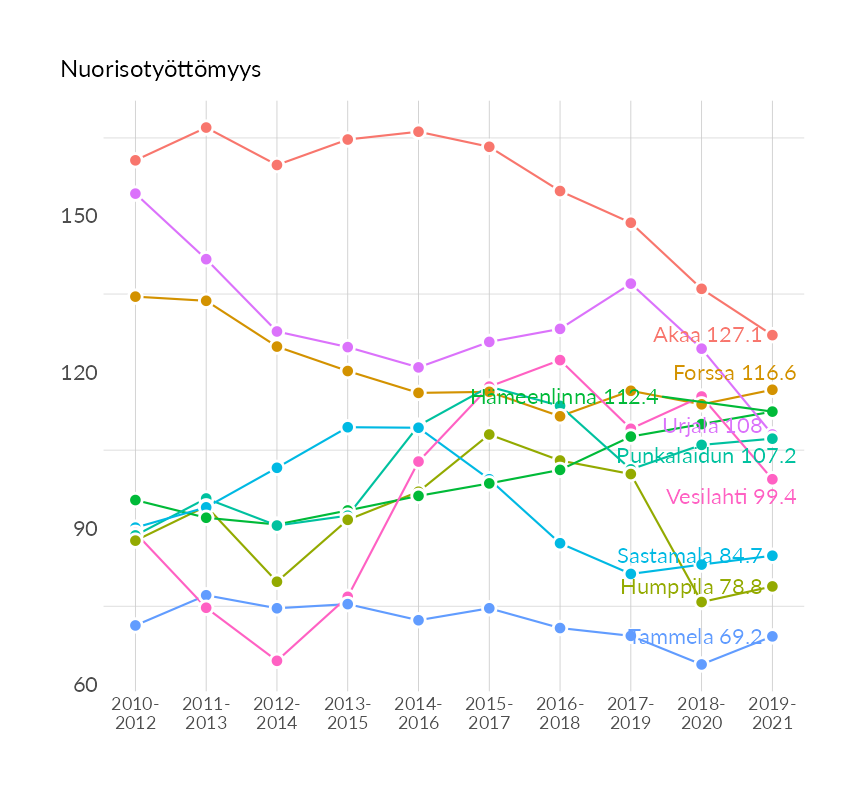 Nuorisotyöttömyys
150
120
90
60
Akaa 127.1
Forssa 116.6
Hämeenlinna 112.4
Urjala 108
Punkalaidun 107.2
Vesilahti 99.4
Sastamala 84.7
Humppila 78.8
Tammela 69.2
2010- 2011- 2012- 2013- 2014- 2015- 2016- 2017- 2018- 2019-
2012 2013 2014 2015 2016 2017 2018 2019 2020 2021